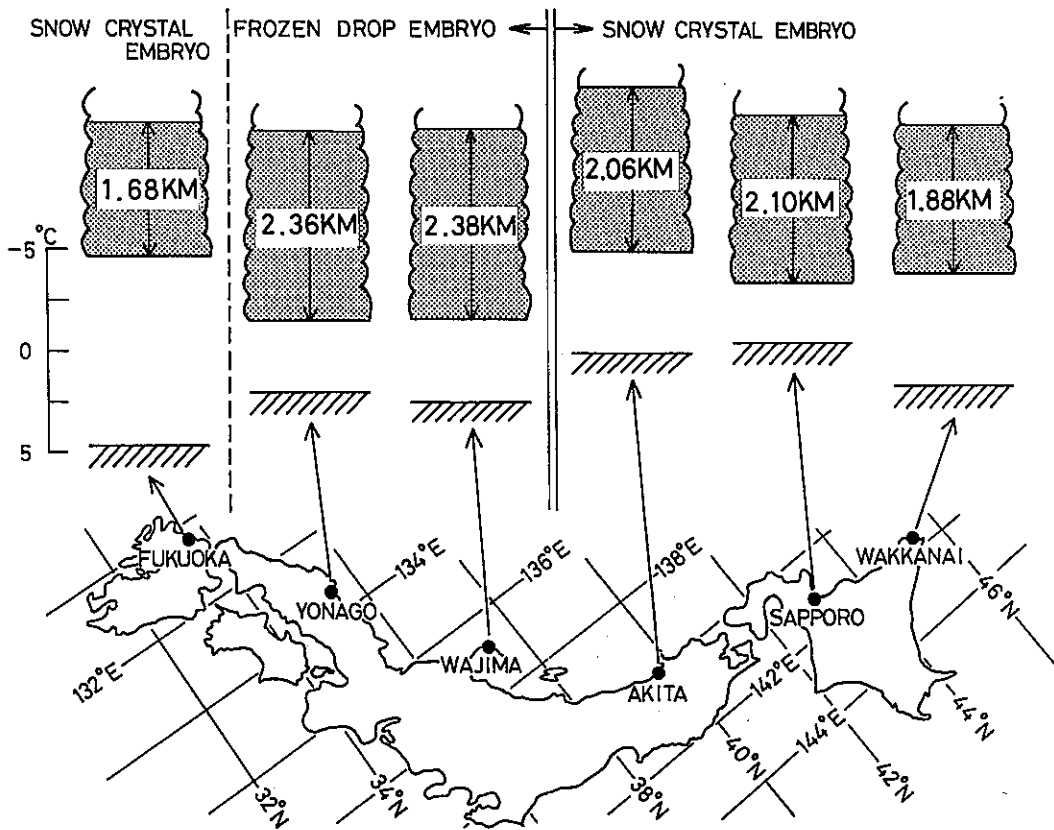 SNOW CRYSTAL
EMBRYO
FROZEN DROP EMBRYO
SNOW CRYSTAL EMBRYO
1.68KM
2.36KM
2.38KM
2.06KM
2.10KM
1.88KM
-5°C
0
5
FUKUOKA
YONAGO
WAJIMA
AKITA
SAPPORO
WAKKANAI
132°E
134°E
136°E
138°E
142°E
144°E
32°N
34°N
38°N
40°N
42°N
44°N
46°N